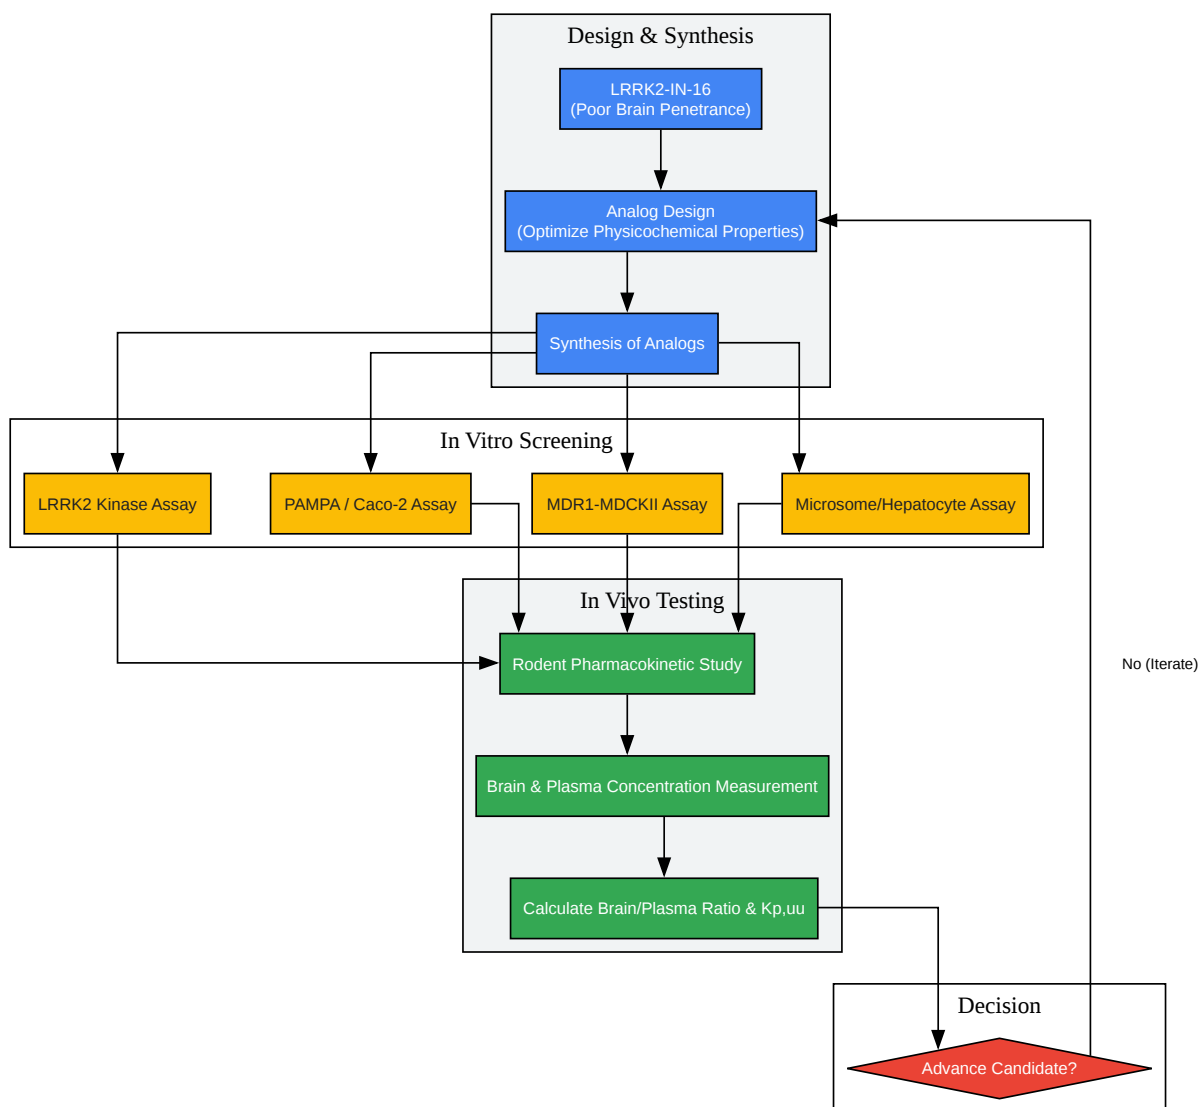 Design & Synthesis
LRRK2-IN-16
(Poor Brain Penetrance)
Analog Design
(Optimize Physicochemical Properties)
Synthesis of Analogs
In Vitro Screening
LRRK2 Kinase Assay
PAMPA / Caco-2 Assay
MDR1-MDCKII Assay
Microsome/Hepatocyte Assay
In Vivo Testing
Rodent Pharmacokinetic Study
No (Iterate)
Brain & Plasma Concentration Measurement
Calculate Brain/Plasma Ratio & Kp,uu
Decision
Advance Candidate?